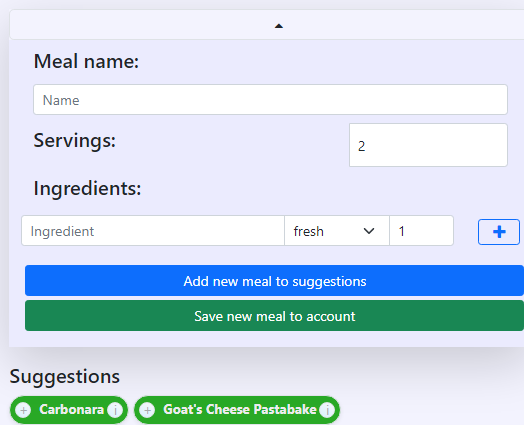 Meal name:
Name
Servings:
2
Ingredients:
Ingredient
fresh
1
Add new meal to suggestions
Save new meal to account
Suggestions
+ Carbonara i + Goat's Cheese Pastabake i